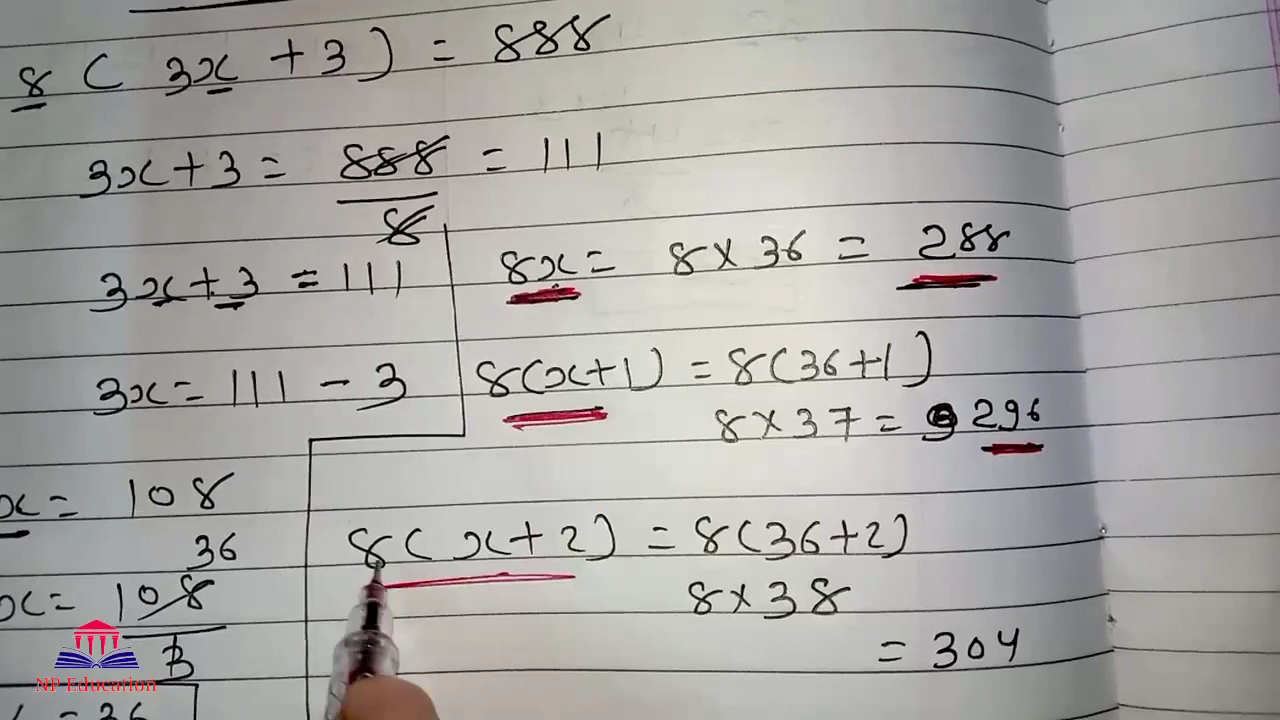 8 ( 3x + 3 ) = 888
3x + 3 = 888/8 = 111
3x + 3 = 111
3x = 111 - 3
x = 108
36
x = 108/3
x = 36
8x = 8 × 36 = 288
8(x+1) = 8(36+1)
8 × 37 = 296
8(x+2) = 8(36+2)
8 × 38
= 304
NP Education